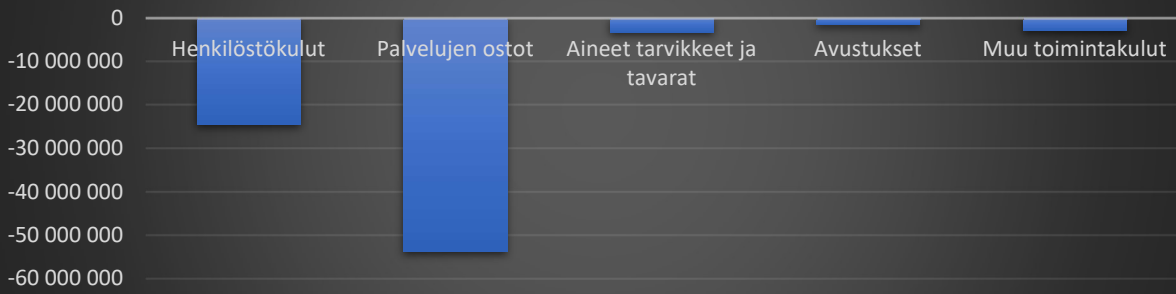 0
-10 000 000
-20 000 000
-30 000 000
-40 000 000
-50 000 000
-60 000 000
Henkilöstökulut
Palvelujen ostot
Aineet tarvikkeet ja
tavarat
Avustukset
Muu toimintakulut